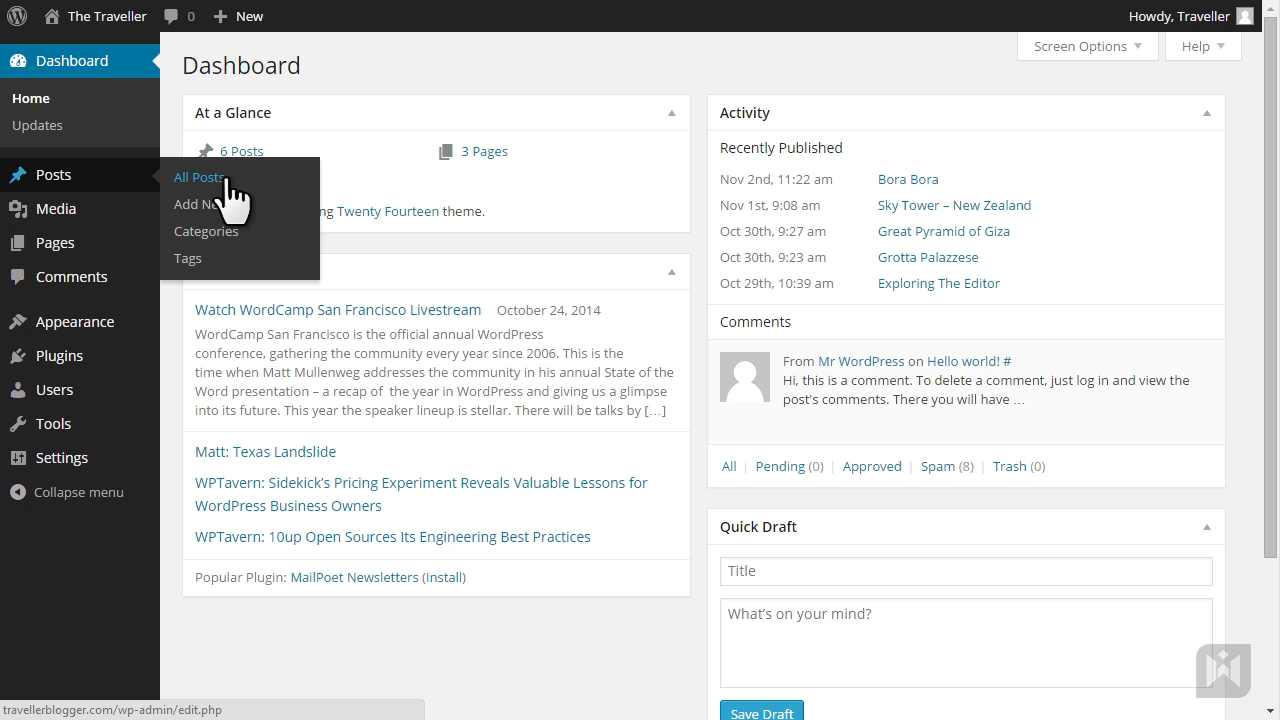 The Traveller
0
New
Howdy, Traveller
Screen Options
Help
Dashboard
Home
Updates
Posts
Media
Pages
Comments
Appearance
Plugins
Users
Tools
Settings
Collapse menu
All Posts
Categories
Tags
Dashboard
At a Glance
6 Posts
3 Pages
Twenty Fourteen theme.
Watch WordCamp San Francisco Livestream October 24, 2014
WordCamp San Francisco is the official annual WordPress
conference, gathering the community every year since 2006. This is the
time when Matt Mullenweg addresses the community in his annual State of the
Word presentation – a recap of the year in WordPress and giving us a glimpse
into its future. This year the speaker lineup is stellar. There will be talks by […]
Matt: Texas Landslide
WPTavern: Sidekick’s Pricing Experiment Reveals Valuable Lessons for
WordPress Business Owners
WPTavern: 10up Open Sources Its Engineering Best Practices
Popular Plugin: MailPoet Newsletters (Install)
Activity
Recently Published
Nov 2nd, 11:22 am Bora Bora
Nov 1st, 9:08 am Sky Tower – New Zealand
Oct 30th, 9:27 am Great Pyramid of Giza
Oct 30th, 9:23 am Grotta Palazzese
Oct 29th, 10:39 am Exploring The Editor
Comments
From Mr WordPress on Hello world! #
Hi, this is a comment. To delete a comment, just log in and view the
post's comments. There you will have …
All | Pending (0) | Approved | Spam (8) | Trash (0)
Quick Draft
Title
What’s on your mind?
Save Draft
travellerblogger.com/wp-admin/edit.php